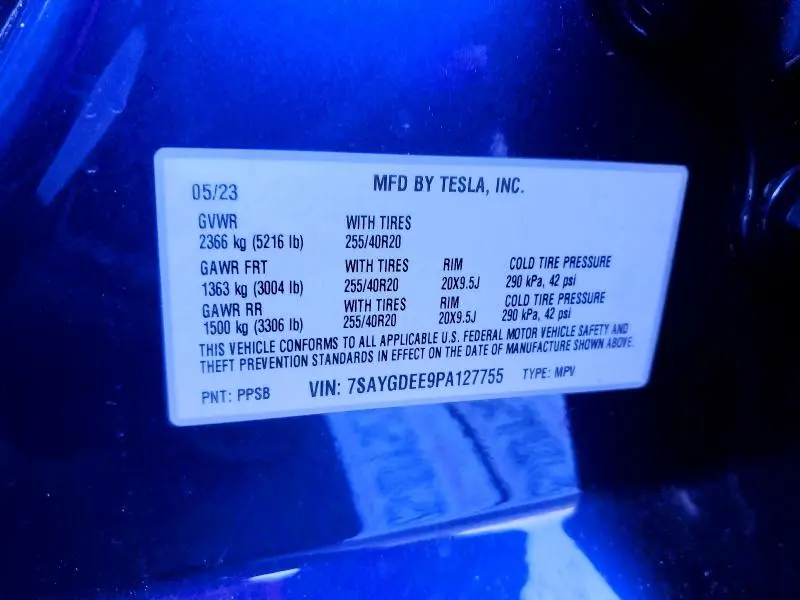 MFD BY TESLA, INC.
05/23
GVWR WITH TIRES
2366 kg (5216 lb) 255/40R20
GAWR FRT WITH TIRES RIM COLD TIRE PRESSURE
1363 kg (3004 lb) 255/40R20 20X9.5J 290 kPa, 42 psi
GAWR RR WITH TIRES RIM COLD TIRE PRESSURE
1500 kg (3306 lb) 255/40R20 20X9.5J 290 kPa, 42 psi
THIS VEHICLE CONFORMS TO ALL APPLICABLE U.S. FEDERAL MOTOR VEHICLE SAFETY AND
THEFT PREVENTION STANDARDS IN EFFECT ON THE DATE OF MANUFACTURE SHOWN ABOVE.
PNT: PPSB VIN: 7SAYGDEE9PA127755 TYPE: MPV